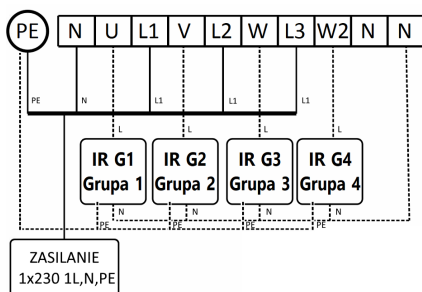 PE N U L1 V L2 W L3 W2 N N
PE N L1 L1 L1
L L L L
IR G1 IR G2 IR G3 IR G4
Grupa 1 Grupa 2 Grupa 3 Grupa 4
N N N N
PE PE PE PE
ZASILANIE
1x230 1L,N,PE